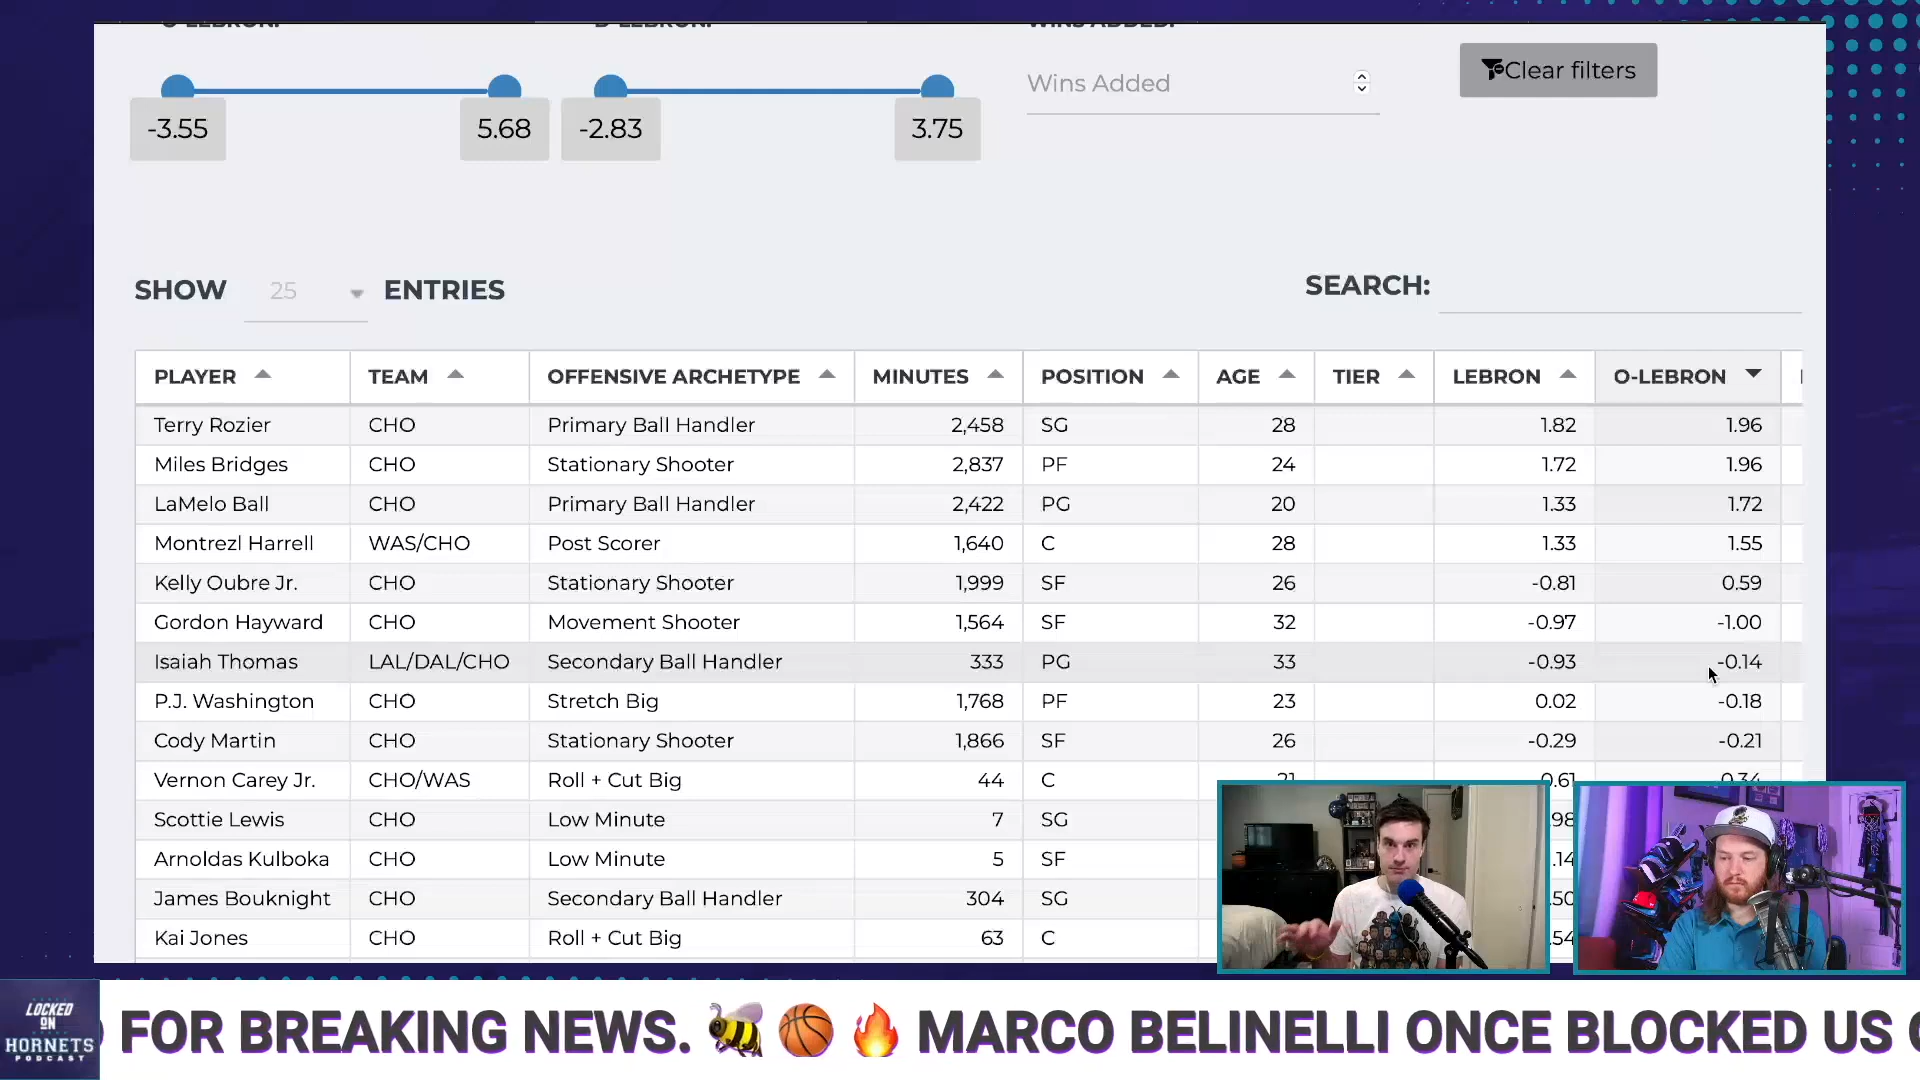 O-LEBRON: D-LEBRON: WINS ADDED:
Wins Added Clear filters
-3.55 5.68 -2.83 3.75
SHOW 25 ENTRIES SEARCH:
PLAYER TEAM OFFENSIVE ARCHETYPE MINUTES POSITION AGE TIER LEBRON O-LEBRON
Terry Rozier CHO Primary Ball Handler 2,458 SG 28 1.82 1.96
Miles Bridges CHO Stationary Shooter 2,837 PF 24 1.72 1.96
LaMelo Ball CHO Primary Ball Handler 2,422 PG 20 1.33 1.72
Montrezl Harrell WAS/CHO Post Scorer 1,640 C 28 1.33 1.55
Kelly Oubre Jr. CHO Stationary Shooter 1,999 SF 26 -0.81 0.59
Gordon Hayward CHO Movement Shooter 1,564 SF 32 -0.97 -1.00
Isaiah Thomas LAL/DAL/CHO Secondary Ball Handler 333 PG 33 -0.93 -0.14
P.J. Washington CHO Stretch Big 1,768 PF 23 0.02 -0.18
Cody Martin CHO Stationary Shooter 1,866 SF 26 -0.29 -0.21
Vernon Carey Jr. CHO/WAS Roll + Cut Big 44 C
Scottie Lewis CHO Low Minute 7 SG
Arnoldas Kulboka CHO Low Minute 5 SF
James Bouknight CHO Secondary Ball Handler 304 SG
Kai Jones CHO Roll + Cut Big 63 C
LOCKED
ON
HORNETS
PODCAST
FOR BREAKING NEWS. 🐝 🏀 🔥 MARCO BELINELLI ONCE BLOCKED US